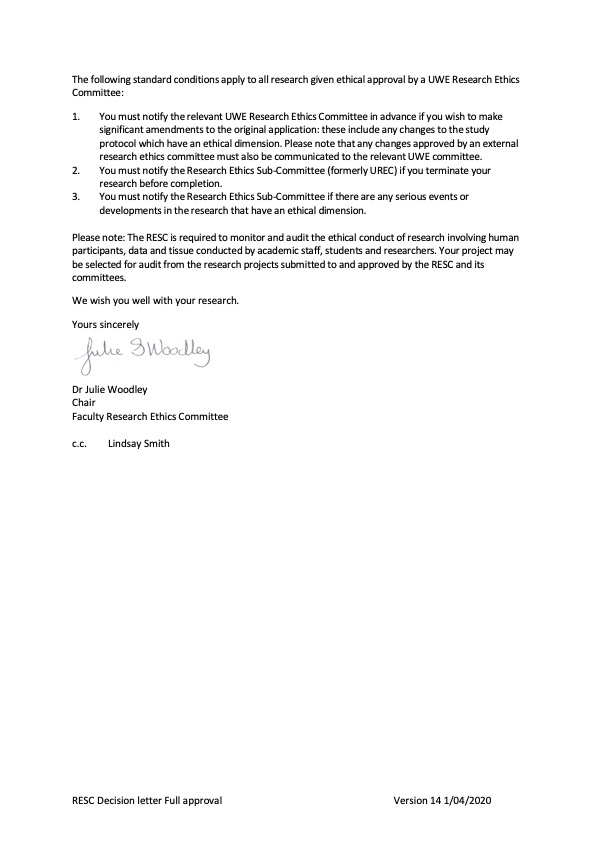 The following standard conditions apply to all research given ethical approval by a UWE Research Ethics
Committee:
1. You must notify the relevant UWE Research Ethics Committee in advance if you wish to make
significant amendments to the original application: these include any changes to the study
protocol which have an ethical dimension. Please note that any changes approved by an external
research ethics committee must also be communicated to the relevant UWE committee.
2. You must notify the Research Ethics Sub-Committee (formerly UREC) if you terminate your
research before completion.
3. You must notify the Research Ethics Sub-Committee if there are any serious events or
developments in the research that have an ethical dimension.
Please note: The RESC is required to monitor and audit the ethical conduct of research involving human
participants, data and tissue conducted by academic staff, students and researchers. Your project may
be selected for audit from the research projects submitted to and approved by the RESC and its
committees.
We wish you well with your research.
Yours sincerely
Julie S Woodley
Dr Julie Woodley
Chair
Faculty Research Ethics Committee
c.c. Lindsay Smith
RESC Decision letter Full approval Version 14 1/04/2020